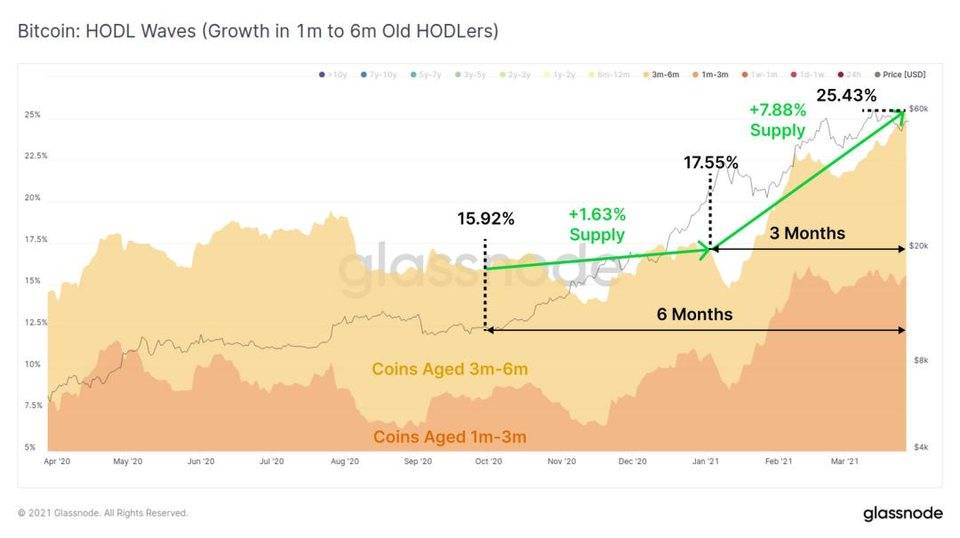 Bitcoin: HODL Waves (Growth in 1m to 6m Old HODLers)
>10y 7y-10y 5y-7y 3y-5y 2y-3y 1y-2y 6m-12m 3m-6m 1m-3m 1w-1m 1d-1w 24h Price [USD]
25.43%
+7.88%
Supply
25%
$60k
22.5%
17.55%
20%
15.92%
+1.63%
Supply
3 Months
17.5%
$20k
glassnode
15%
6 Months
12.5%
10%
$8k
Coins Aged 3m-6m
7.5%
Coins Aged 1m-3m
5%
$4k
Apr '20 May '20 Jun '20 Jul '20 Aug '20 Sep '20 Oct '20 Nov '20 Dec '20 Jan '21 Feb '21 Mar '21
© 2021 Glassnode. All Rights Reserved.
glassnode